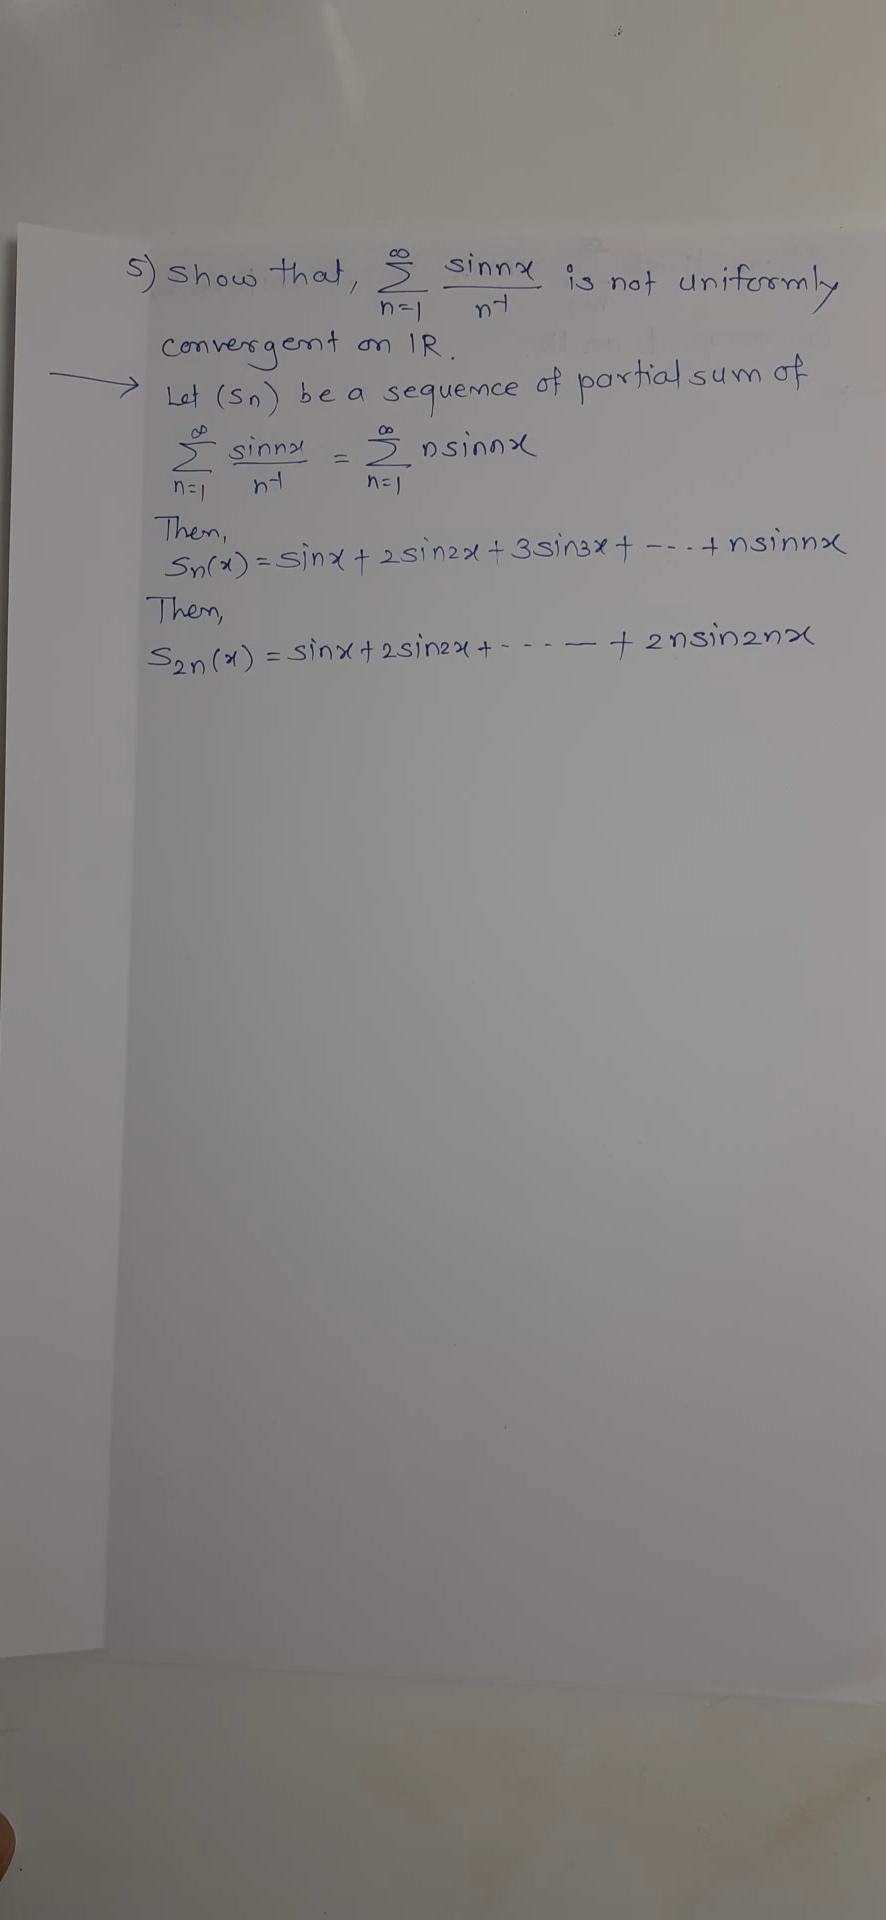 5) Show that, ∞∑n=1 sinnx/n⁻¹ is not uniformly
convergent on IR.
→ Let (Sn) be a sequence of partial sum of
∞∑n=1 sinnx/n⁻¹ = ∞∑n=1 nsinnx
Then,
Sn(x) = sinx + 2sin2x + 3sin3x + --- + nsinnx
Then,
S2n(x) = sinx + 2sin2x + - - - - — + 2nsin2nx